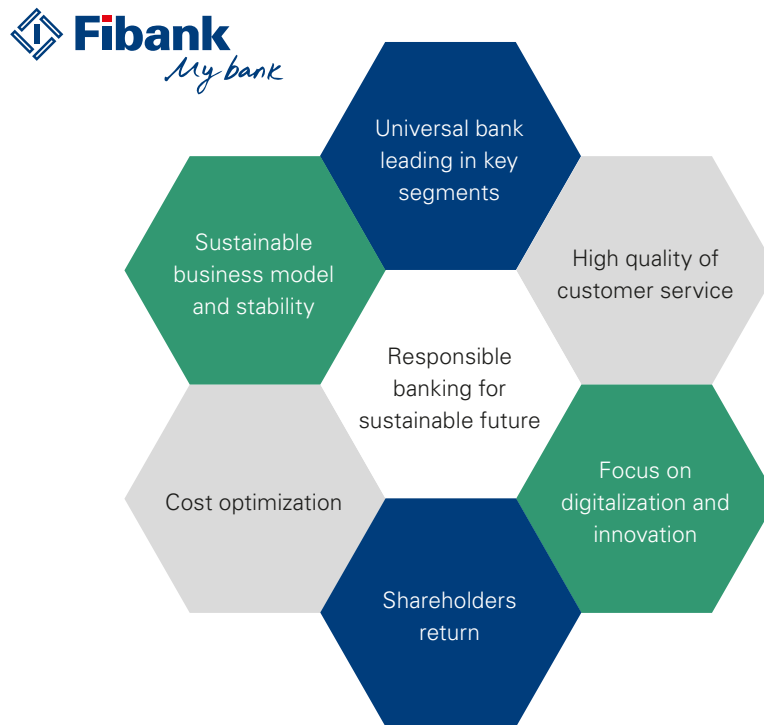 Fibank
My bank
Universal bank
leading in key
segments
Sustainable
business model
and stability
High quality of
customer service
Responsible
banking for
sustainable future
Cost optimization
Focus on
digitalization and
innovation
Shareholders
return